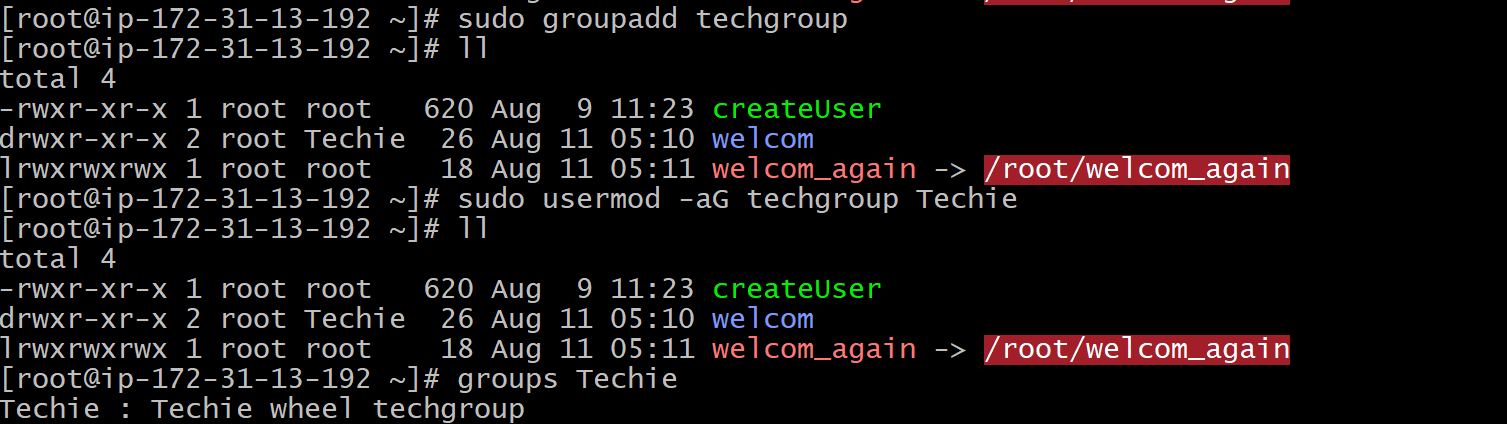 [root@ip-172-31-13-192 ~]# sudo groupadd techgroup
[root@ip-172-31-13-192 ~]# ll
total 4
-rwxr-xr-x 1 root root   620 Aug  9 11:23 createUser
drwxr-xr-x 2 root Techie  26 Aug 11 05:10 welcom
lrwxrwxrwx 1 root root    18 Aug 11 05:11 welcom_again -> /root/welcom_again
[root@ip-172-31-13-192 ~]# sudo usermod -aG techgroup Techie
[root@ip-172-31-13-192 ~]# ll
total 4
-rwxr-xr-x 1 root root   620 Aug  9 11:23 createUser
drwxr-xr-x 2 root Techie  26 Aug 11 05:10 welcom
lrwxrwxrwx 1 root root    18 Aug 11 05:11 welcom_again -> /root/welcom_again
[root@ip-172-31-13-192 ~]# groups Techie
Techie : Techie wheel techgroup